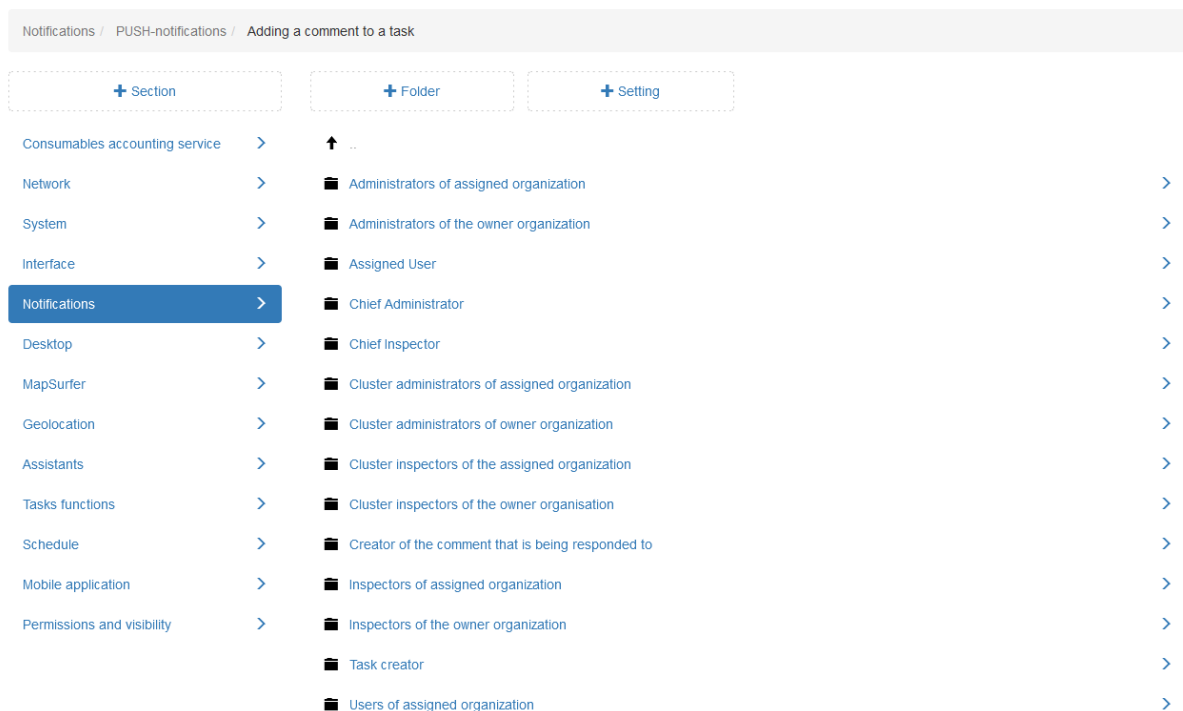 Notifications / PUSH-notifications / Adding a comment to a task
+ Section
+ Folder
+ Setting
Consumables accounting service
Network
System
Interface
Notifications
Desktop
MapSurfer
Geolocation
Assistants
Tasks functions
Schedule
Mobile application
Permissions and visibility
..
Administrators of assigned organization
Administrators of the owner organization
Assigned User
Chief Administrator
Chief Inspector
Cluster administrators of assigned organization
Cluster administrators of owner organization
Cluster inspectors of the assigned organization
Cluster inspectors of the owner organisation
Creator of the comment that is being responded to
Inspectors of assigned organization
Inspectors of the owner organization
Task creator
Users of assigned organization